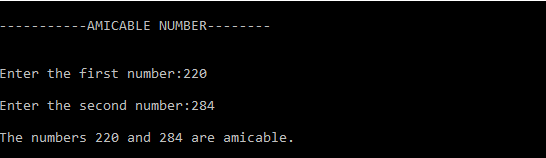 -----------AMICABLE NUMBER--------
Enter the first number:220
Enter the second number:284
The numbers 220 and 284 are amicable.